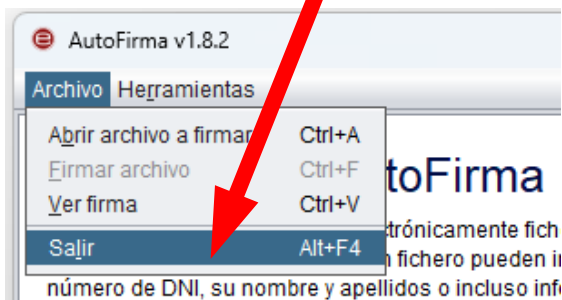 AutoFirma v1.8.2
Archivo Herramientas
Abrir archivo a firmar Ctrl+A
Firmar archivo Ctrl+F
Ver firma Ctrl+V
Salir Alt+F4
toFirma
trónicamente fich
fichero pueden
número de DNI, su nombre y apellidos o incluso inf